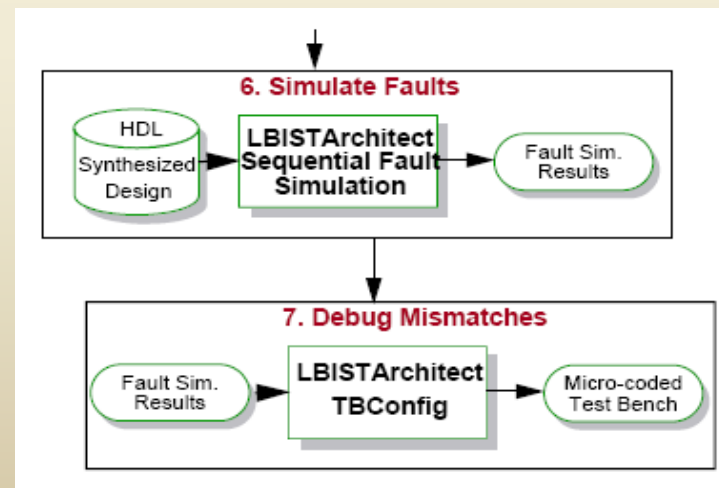 6. Simulate Faults
HDL
Synthesized
Design
LBISTArchitect
Sequential Fault
Simulation
Fault Sim.
Results
7. Debug Mismatches
Fault Sim.
Results
LBISTArchitect
TBConfig
Micro-coded
Test Bench